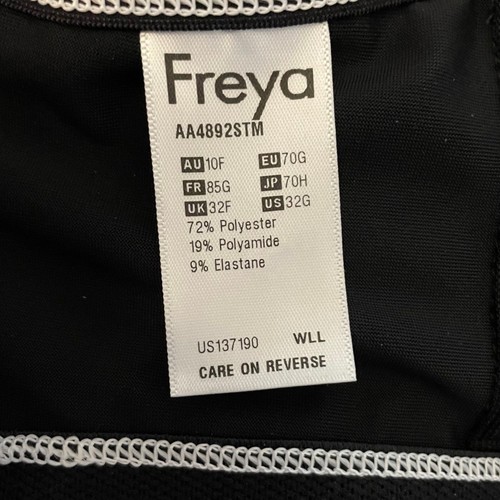 Freya
AA4892STM
AU 10F EU 70G
FR 85G JP 70H
UK 32F US 32G
72% Polyester
19% Polyamide
9% Elastane
US137190 WLL
CARE ON REVERSE